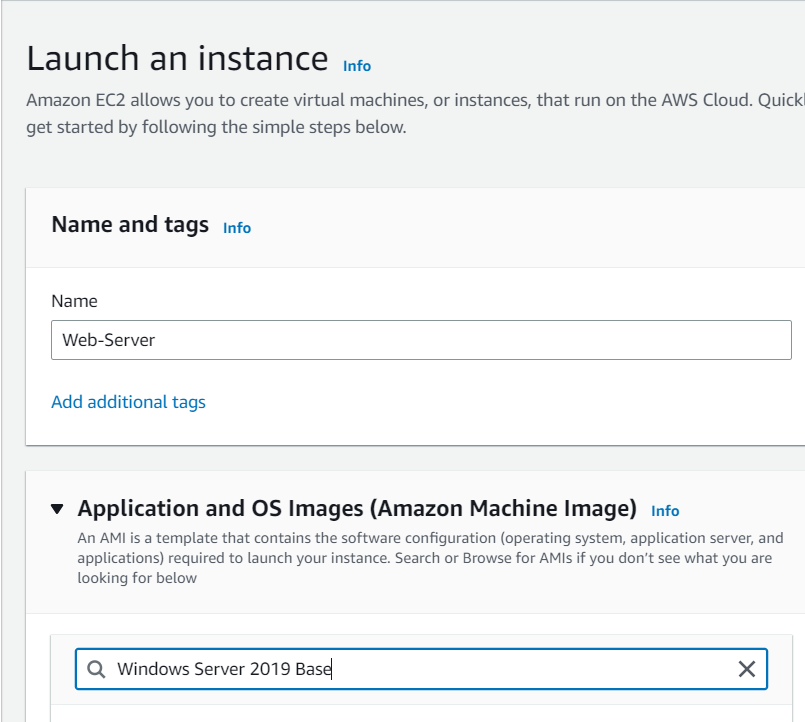 Launch an instance Info
Amazon EC2 allows you to create virtual machines, or instances, that run on the AWS Cloud.
get started by following the simple steps below.
Name and tags Info
Name
Web-Server
Add additional tags
Application and OS Images (Amazon Machine Image) Info
An AMI is a template that contains the software configuration (operating system, application server, and
applications) required to launch your instance. Search or Browse for AMIs if you don't see what you are
looking for below
Windows Server 2019 Base